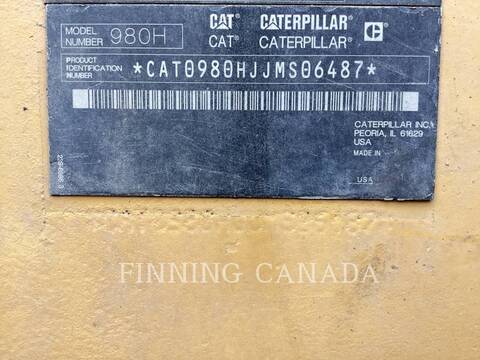 MODEL NUMBER 980H
CAT CATERPILLAR
CAT® CATERPILLAR®
PRODUCT IDENTIFICATION NUMBER *CAT0980HJJMS06487*
CATERPILLAR INC.
PEORIA, IL 61629
USA
MADE IN
USA
FINNING CANADA